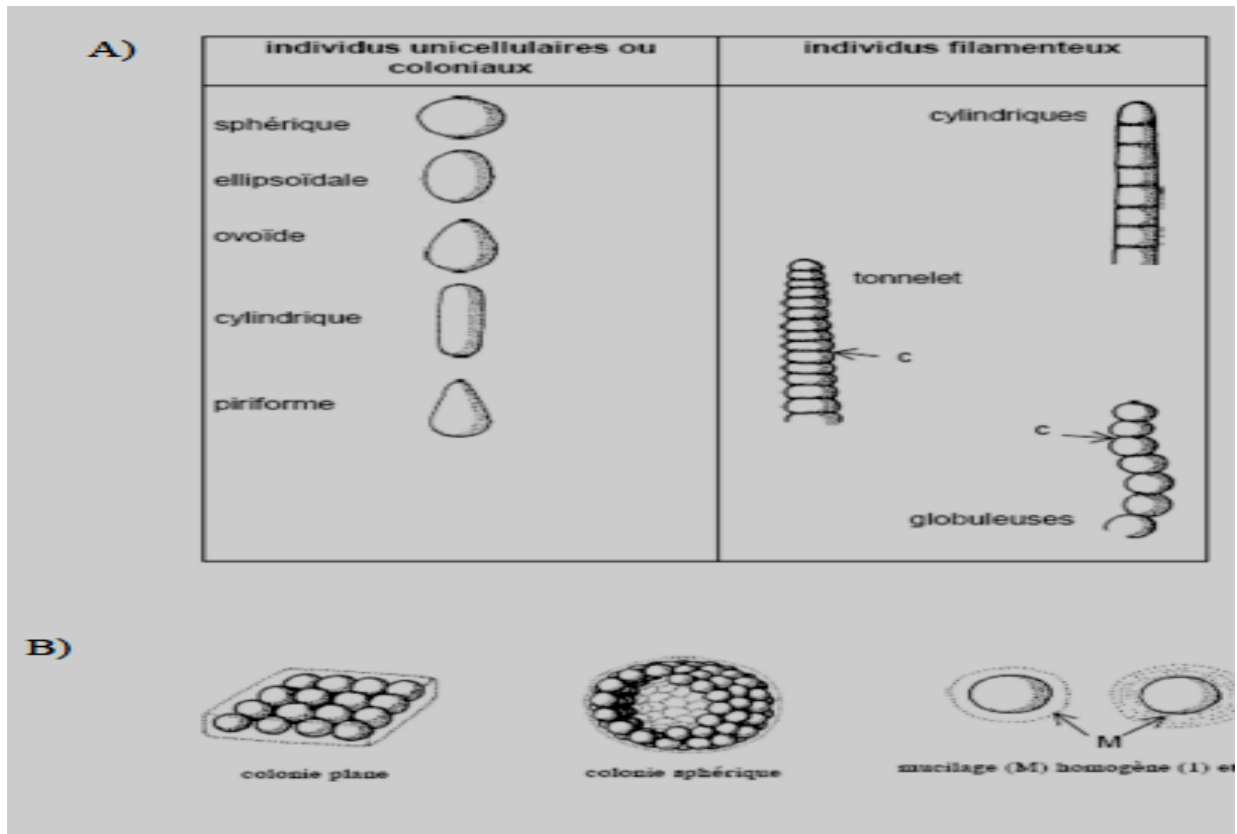 A)
individus unicellulaires ou
coloniaux
individus filamenteux
sphérique
ellipsoïdale
ovoïde
cylindrique
piriforme
cylindriques
tonnelet
c
c
globuleuses
B)
M
colonie plane
colonie sphérique
mucilage (M) homogène (1) et